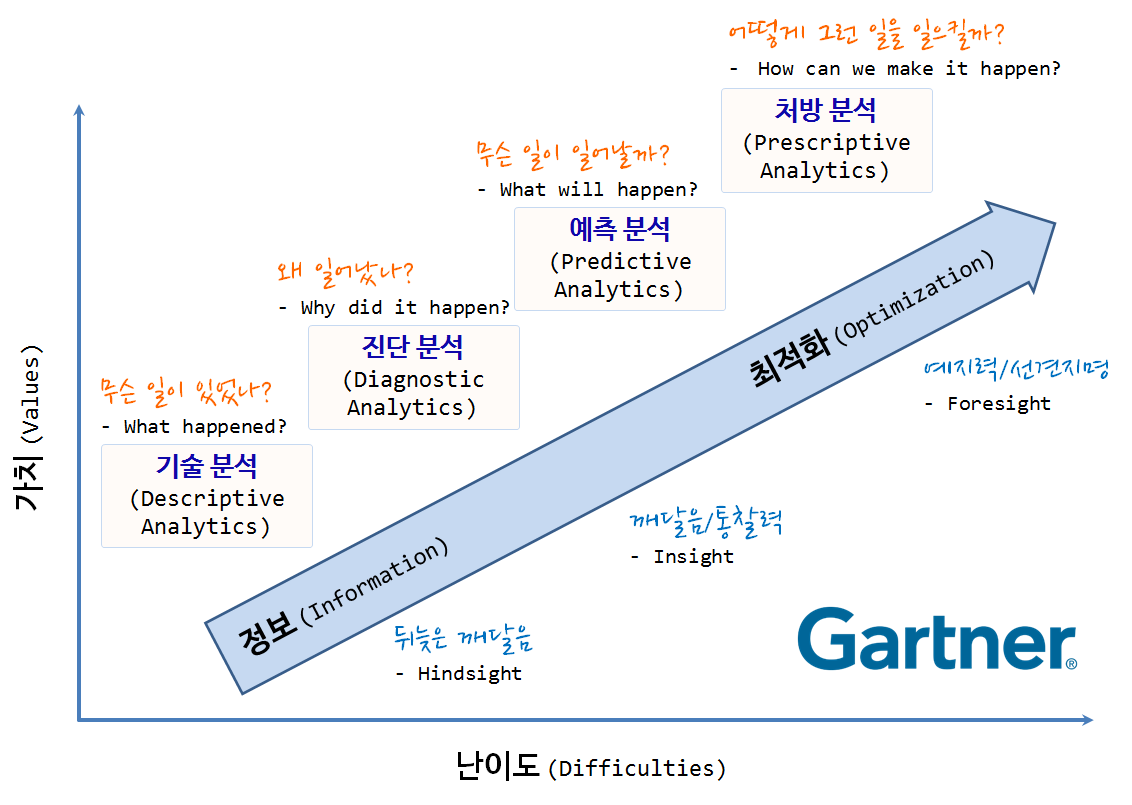 어떻게 그런 일을 일으킬까?
- How can we make it happen?
처방 분석
(Prescriptive
Analytics)
무슨 일이 일어날까?
- What will happen?
예측 분석
(Predictive
Analytics)
왜 일어났나?
- Why did it happen?
진단 분석
(Diagnostic
Analytics)
무슨 일이 있었나?
- What happened?
기술 분석
(Descriptive
Analytics)
최적화 (Optimization)
정보 (Information)
예지력/선견지명
- Foresight
깨달음/통찰력
- Insight
뒤늦은 깨달음
- Hindsight
Gartner®
가치 (Values)
난이도 (Difficulties)